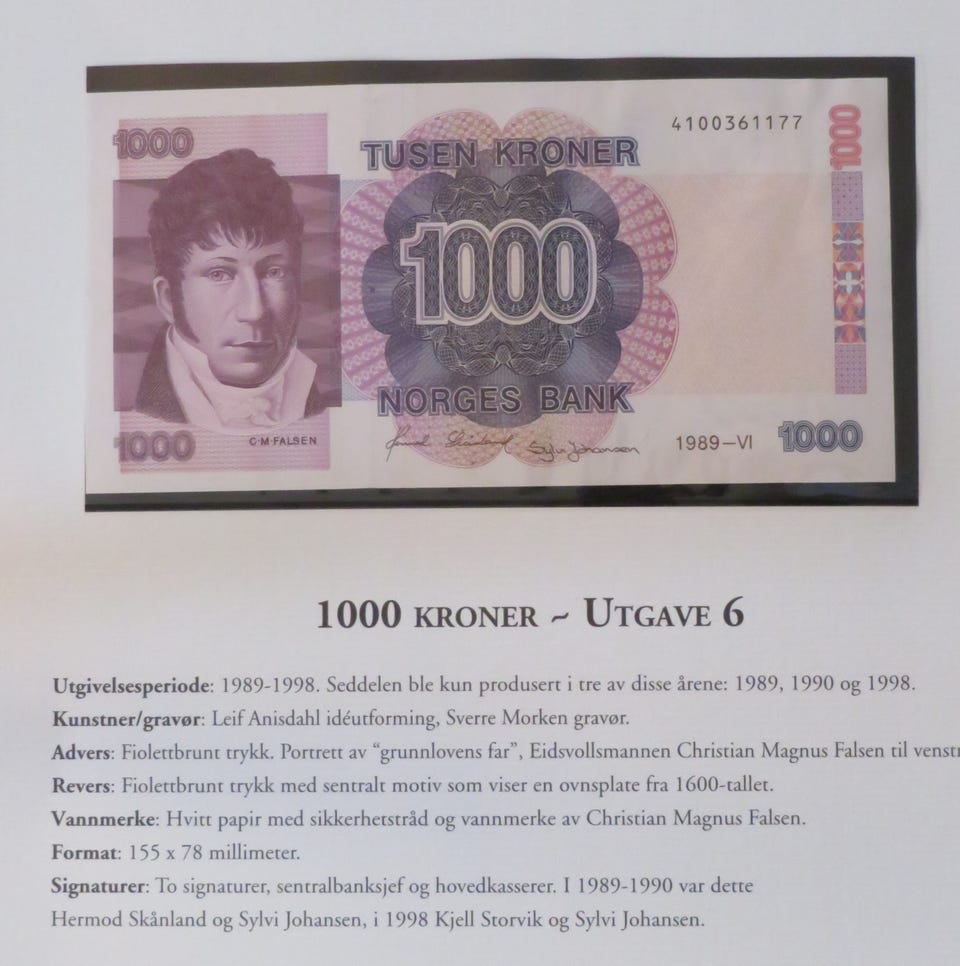 1000
TUSEN KRONER
4100361177
1000
1000
NORGES BANK
1000
C·M·FALSEN
Sylvi Johansen
1989–VI
1000
1000 KRONER ~ UTGAVE 6
Utgivelsesperiode: 1989-1998. Seddelen ble kun produsert i tre av disse årene: 1989, 1990 og 1998.
Kunstner/gravør: Leif Anisdahl idéutforming, Sverre Morken gravør.
Advers: Fiolettbrunt trykk. Portrett av “grunnlovens far”, Eidsvollsmannen Christian Magnus Falsen til venstr
Revers: Fiolettbrunt trykk med sentralt motiv som viser en ovnsplate fra 1600-tallet.
Vannmerke: Hvitt papir med sikkerhetstråd og vannmerke av Christian Magnus Falsen.
Format: 155 x 78 millimeter.
Signaturer: To signaturer, sentralbanksjef og hovedkasserer. I 1989-1990 var dette
Hermod Skånland og Sylvi Johansen, i 1998 Kjell Storvik og Sylvi Johansen.